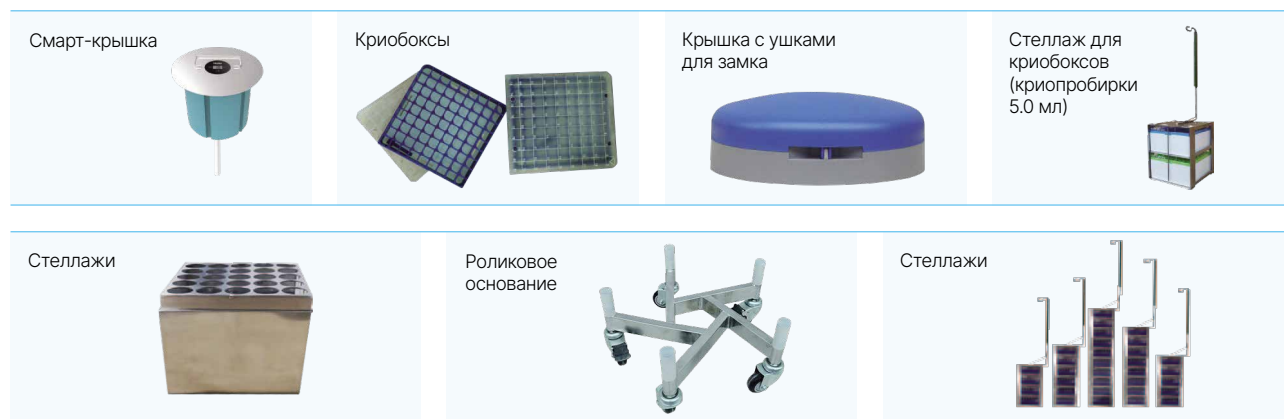 Смарт-крышка
Криобоксы
Крышка с ушками
для замка
Стеллаж для
криобоксов
(криопробирки
5.0 мл)
Стеллажи
Роликовое
основание
Стеллажи